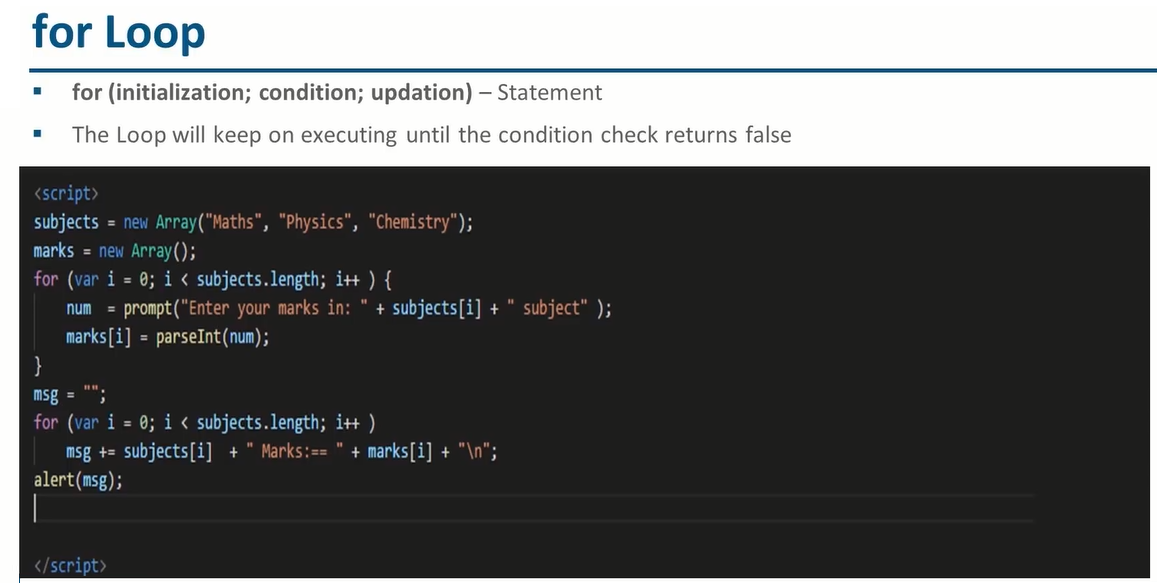 for Loop
▪ for (initialization; condition; updation) – Statement
▪ The Loop will keep on executing until the condition check returns false
<script>
subjects = new Array("Maths", "Physics", "Chemistry");
marks = new Array();
for (var i = 0; i < subjects.length; i++ ) {
    num  = prompt("Enter your marks in: " + subjects[i] + " subject" );
    marks[i] = parseInt(num);
}
msg = "";
for (var i = 0; i < subjects.length; i++ )
    msg += subjects[i]  + " Marks:== " + marks[i] + "\n";
alert(msg);
</script>